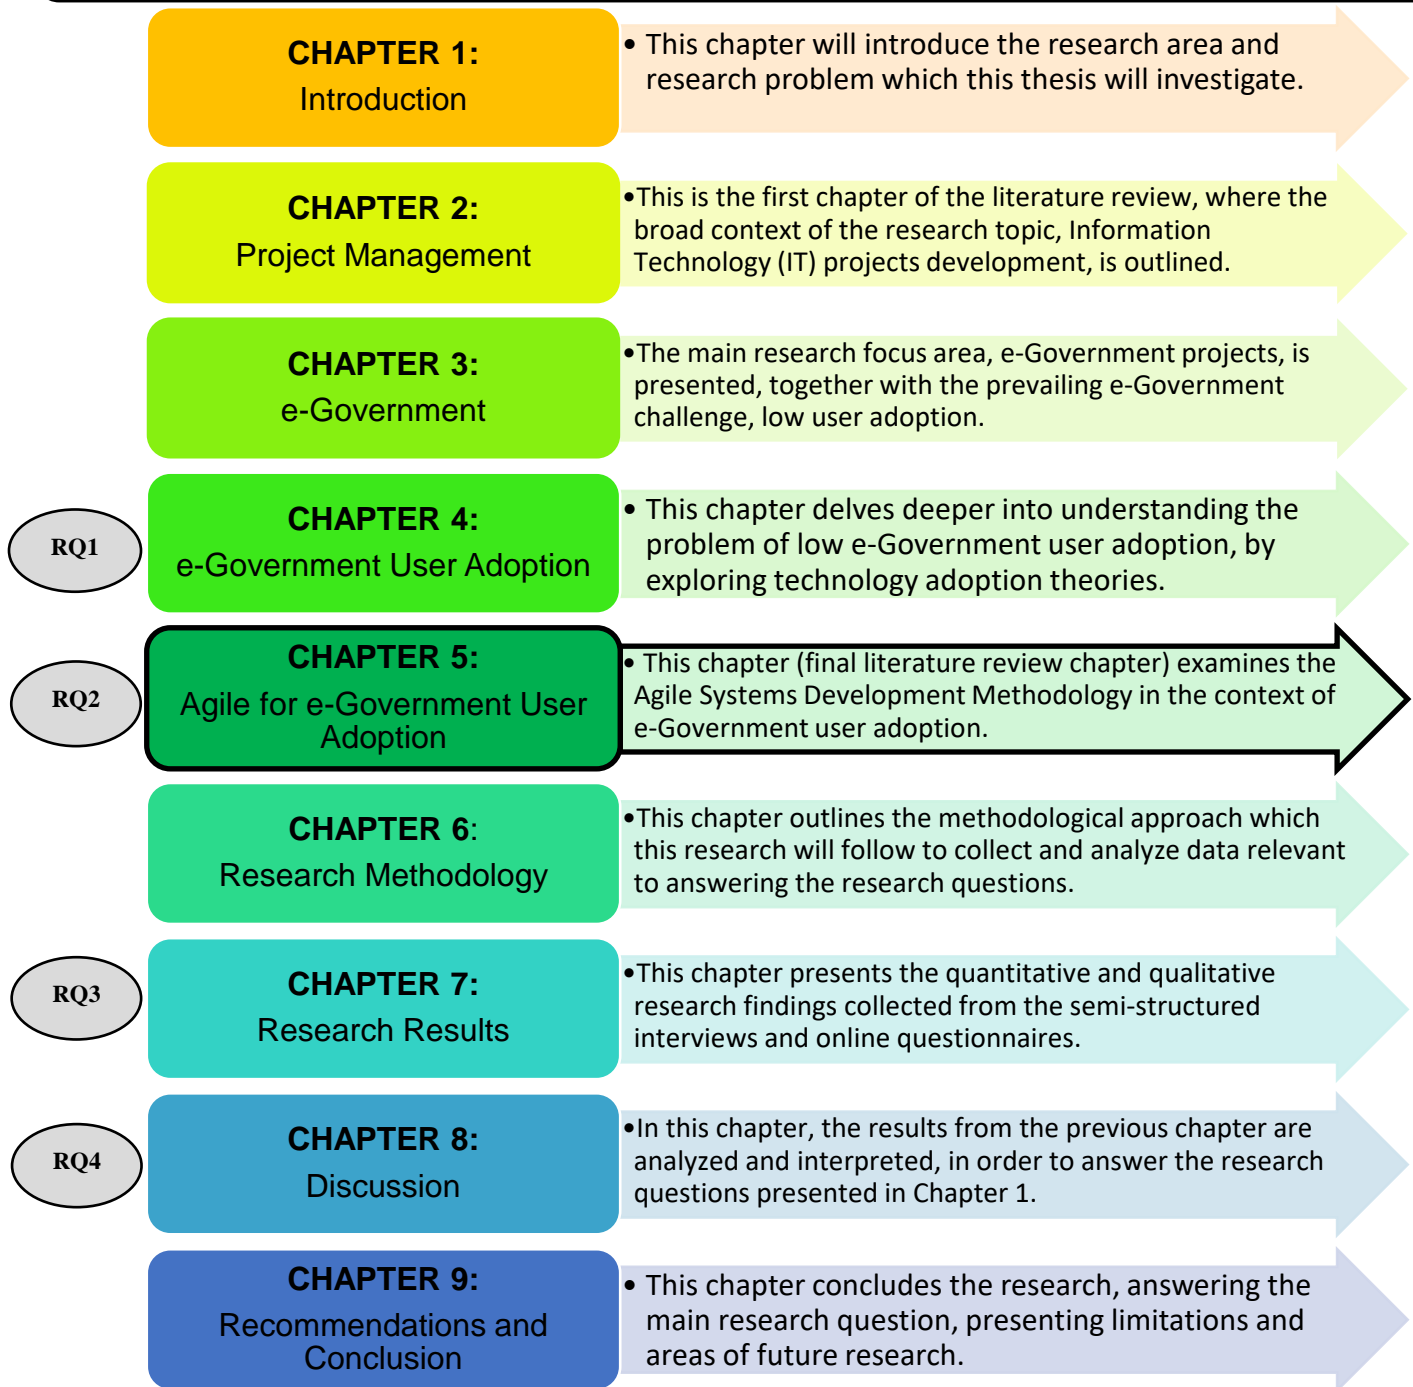 CHAPTER 1:
Introduction
• This chapter will introduce the research area and
research problem which this thesis will investigate.
CHAPTER 2:
Project Management
•This is the first chapter of the literature review, where the
broad context of the research topic, Information
Technology (IT) projects development, is outlined.
CHAPTER 3:
e-Government
•The main research focus area, e-Government projects, is
presented, together with the prevailing e-Government
challenge, low user adoption.
RQ1
CHAPTER 4:
e-Government User Adoption
• This chapter delves deeper into understanding the
problem of low e-Government user adoption, by
exploring technology adoption theories.
RQ2
CHAPTER 5:
Agile for e-Government User
Adoption
• This chapter (final literature review chapter) examines the
Agile Systems Development Methodology in the context of
e-Government user adoption.
CHAPTER 6:
Research Methodology
•This chapter outlines the methodological approach which
this research will follow to collect and analyze data relevant
to answering the research questions.
RQ3
CHAPTER 7:
Research Results
•This chapter presents the quantitative and qualitative
research findings collected from the semi-structured
interviews and online questionnaires.
RQ4
CHAPTER 8:
Discussion
•In this chapter, the results from the previous chapter are
analyzed and interpreted, in order to answer the research
questions presented in Chapter 1.
CHAPTER 9:
Recommendations and
Conclusion
• This chapter concludes the research, answering the
main research question, presenting limitations and
areas of future research.